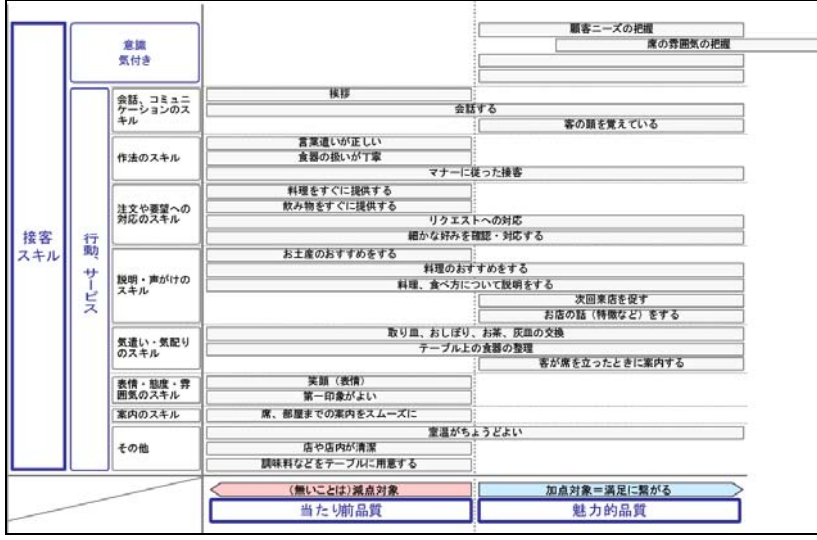 顧客ニーズの把握
席の雰囲気の把握
意識
気付き
接客
スキル
行動、サービス
会話、コミュニ
ケーションのス
キル
挨拶
会話する
客の顔を覚えている
作法のスキル
言葉遣いが正しい
食器の扱いが丁寧
マナーに従った接客
注文や要望への
対応のスキル
料理をすぐに提供する
飲み物をすぐに提供する
リクエストへの対応
細かな好みを確認・対応する
説明・声がけの
スキル
お土産のおすすめをする
料理のおすすめをする
料理、食べ方について説明をする
次回来店を促す
お店の話（特徴など）をする
気遣い・気配り
のスキル
取り皿、おしぼり、お茶、灰皿の交換
テーブル上の食器の整理
客が席を立ったときに案内する
表情・態度・雰
囲気のスキル
笑顔（表情）
第一印象がよい
案内のスキル
席、部屋までの案内をスムーズに
その他
室温がちょうどよい
店や店内が清潔
調味料などをテーブルに用意する
（無いことは）減点対象
加点対象＝満足に繋がる
当たり前品質
魅力的品質